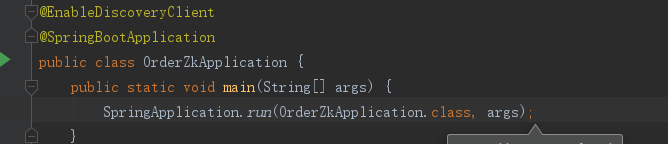 @EnableDiscoveryClient
@SpringBootApplication
public class OrderZkApplication {
public static void main(String[] args) {
SpringApplication.run(OrderZkApplication.class, args);
}